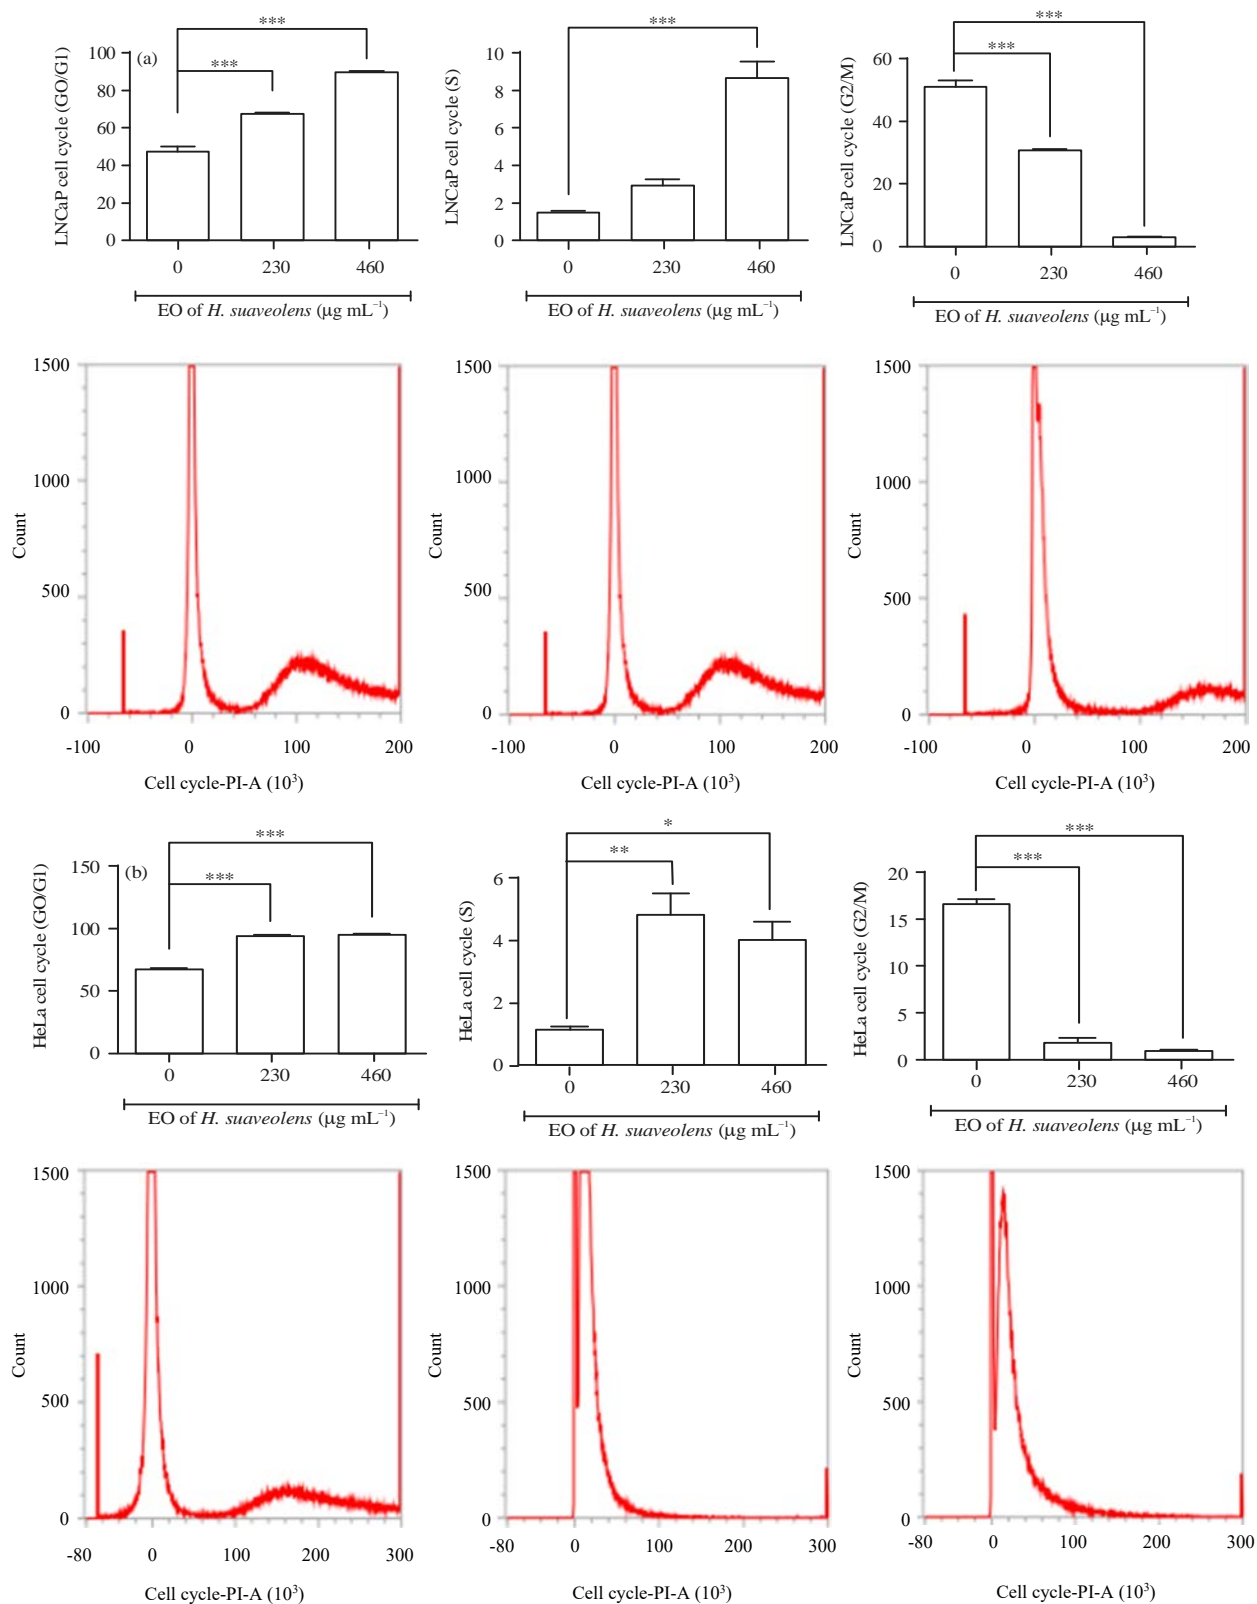 *** *** ***
*** ***
(a)
LNCaP cell cycle (GO/G1)
100
80
60
40
20
0
0 230 460
EO of H. suaveolens (µg mL⁻¹)
LNCaP cell cycle (S)
10
8
6
4
2
0
0 230 460
EO of H. suaveolens (µg mL⁻¹)
LNCaP cell cycle (G2/M)
60
40
20
0
0 230 460
EO of H. suaveolens (µg mL⁻¹)
Count
1500
1000
500
0
-100 0 100 200
Cell cycle-PI-A (10³)
Count
1500
1000
500
0
-100 0 100 200
Cell cycle-PI-A (10³)
Count
1500
1000
500
0
-100 0 100 200
Cell cycle-PI-A (10³)
*** * ***
*** ** ***
(b)
HeLa cell cycle (GO/G1)
150
100
50
0
0 230 460
EO of H. suaveolens (µg mL⁻¹)
HeLa cell cycle (S)
6
4
2
0
0 230 460
EO of H. suaveolens (µg mL⁻¹)
HeLa cell cycle (G2/M)
20
15
10
5
0
0 230 460
EO of H. suaveolens (µg mL⁻¹)
Count
1500
1000
500
0
-80 0 100 200 300
Cell cycle-PI-A (10³)
Count
1500
1000
500
0
-80 0 100 200 300
Cell cycle-PI-A (10³)
Count
1500
1000
500
0
-80 0 100 200 300
Cell cycle-PI-A (10³)